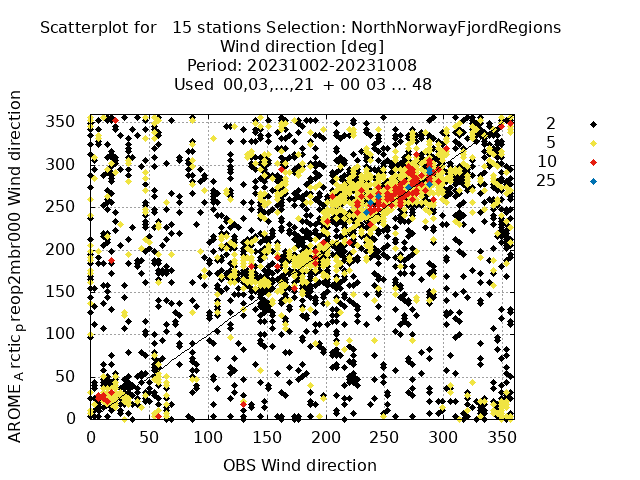 Scatterplot for 15 stations Selection: NorthNorwayFjordRegions
Wind direction [deg]
Period: 20231002-20231008
Used 00,03,...,21 + 00 03 ... 48
AROME_Arctic_preop2mbr000 Wind direction
350
300
250
200
150
100
50
0
0 50 100 150 200 250 300 350
OBS Wind direction
2
5
10
25